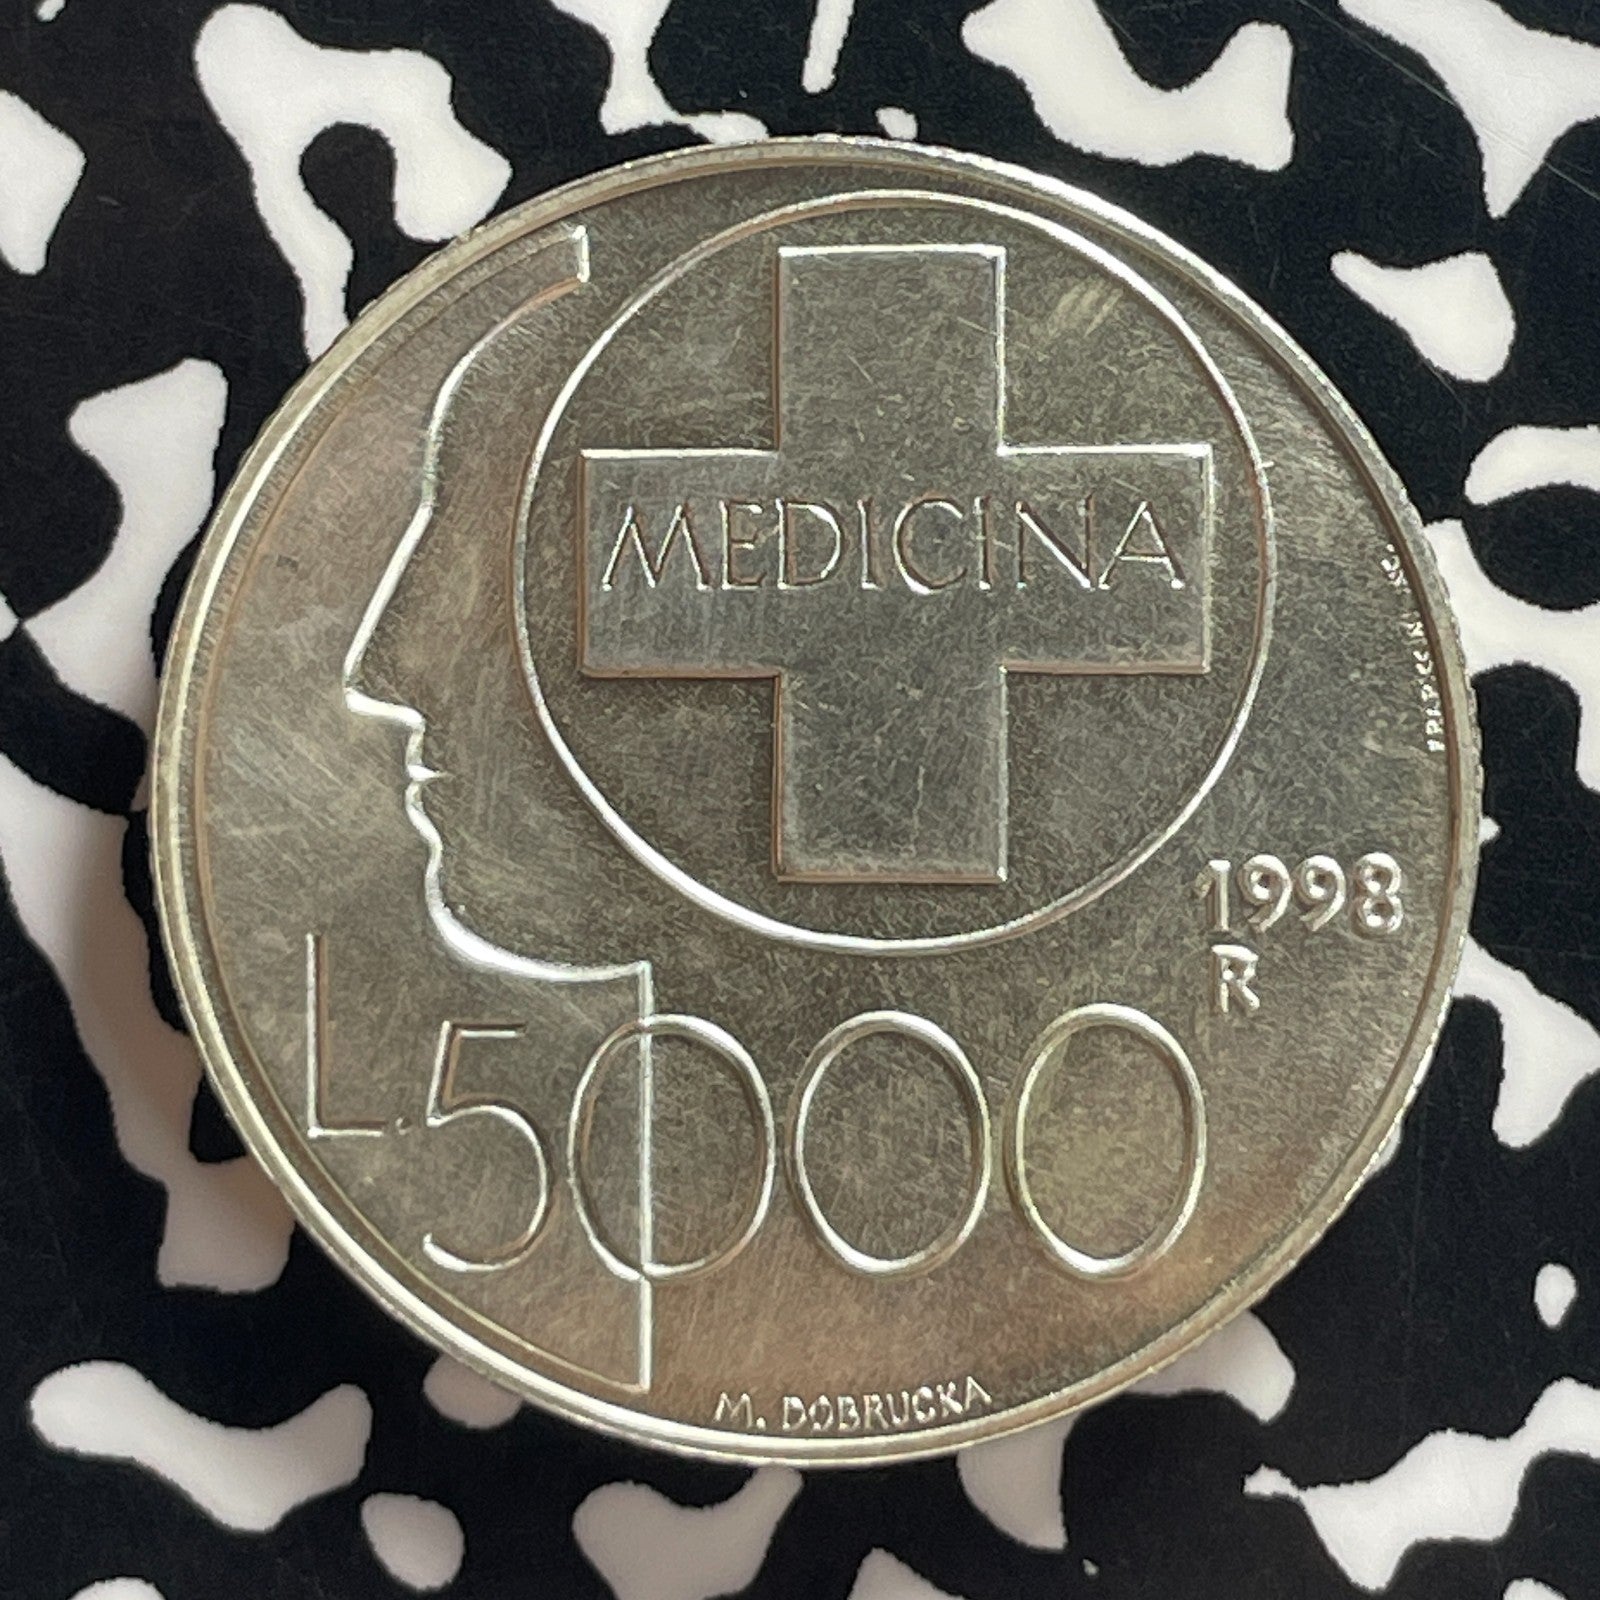 MEDICINA
1998
R
L.5000
M. DOBRUCKA